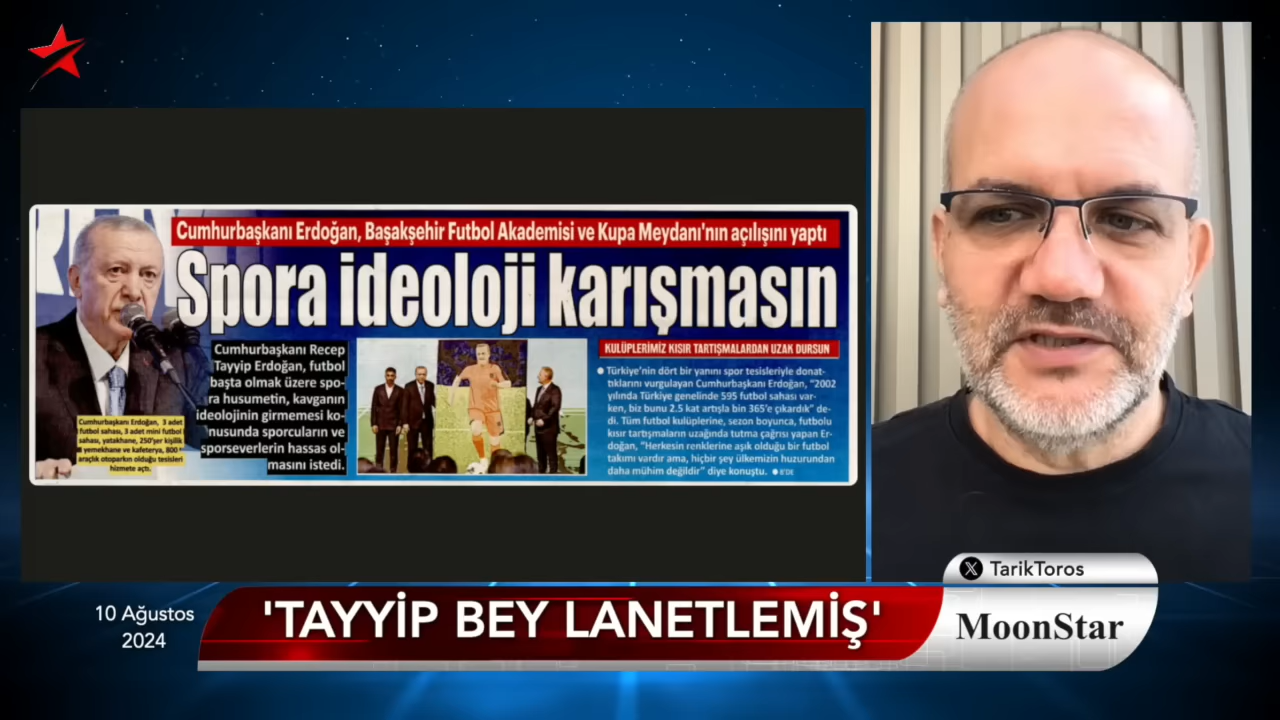 Cumhurbaşkanı Erdoğan, Başakşehir Futbol Akademisi ve Kupa Meydanı'nın açılışını yaptı
Spora ideoloji karışmasın
Cumhurbaşkanı Recep
Tayyip Erdoğan, futbol
başta olmak üzere spo-
ra husumetin, kavganın
ideolojinin girmemesi ko-
nusunda sporcuların ve
sporseverlerin hassas ol-
masını istedi.
Cumhurbaşkanı Erdoğan, 3 adet
futbol sahası, 3 adet mini futbol
sahası, yatakhane, 250'şer kişilik
yemekhane ve kafeterya, 800
araçlık otoparkın olduğu tesisleri
hizmete açtı.
KULÜPLERİMİZ KISIR TARTIŞMALARDAN UZAK DURSUN
Türkiye'nin dört bir yanını spor tesisleriyle donat-
tıklarını vurgulayan Cumhurbaşkanı Erdoğan, "2002
yılında Türkiye genelinde 595 futbol sahası var-
ken, biz bunu 2.5 kat artışla bin 365'e çıkardık" de-
di. Tüm futbol kulüplerine, sezon boyunca, futbolu
kısır tartışmaların uzağında tutma çağrısı yapan Er-
doğan, "Herkesin renklerine aşık olduğu bir futbol
takımı vardır ama, hiçbir şey ülkemizin huzurundan
daha mühim değildir" diye konuştu. ● 8'DE
X TarikToros
10 Ağustos
2024
'TAYYİP BEY LANETLEMİŞ'
MoonStar